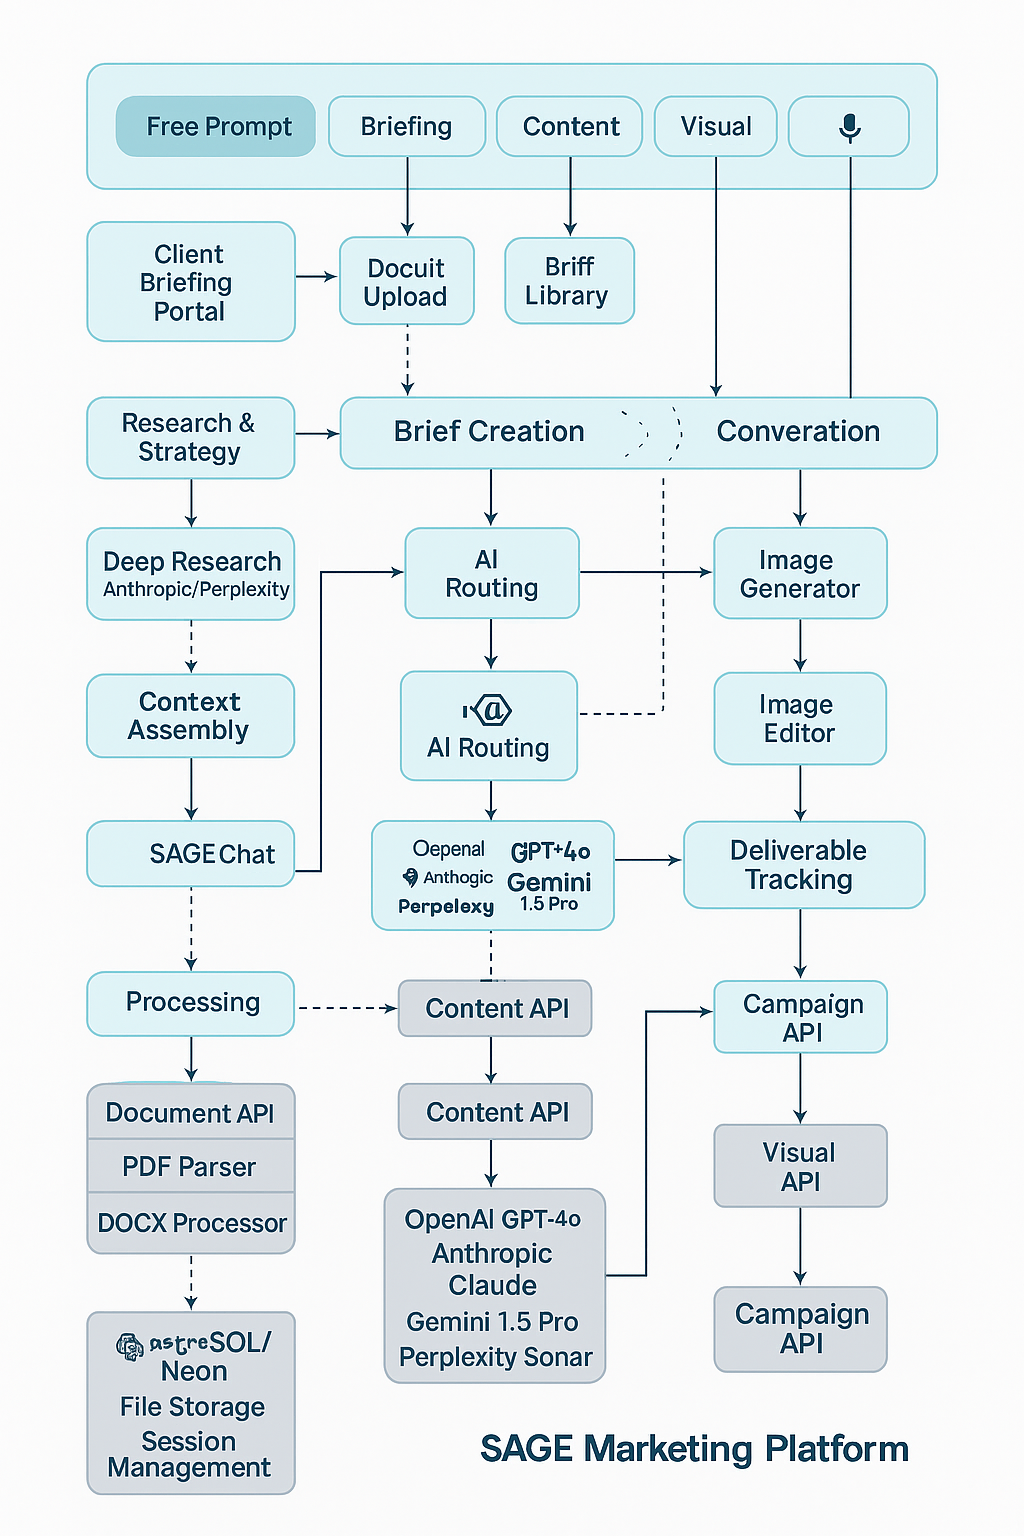 Free Prompt
Briefing
Content
Visual
Client
Briefing
Portal
Docuit
Upload
Briff
Library
Research &
Strategy
Brief Creation
Converation
Deep Research
Anthropic/Perplexity
AI
Routing
Image
Generator
Context
Assembly
a
AI Routing
Image
Editor
SAGE Chat
Oepenal
GPT-4o
Anthogic
Gemini
Perpelexy
1.5 Pro
Deliverable
Tracking
Processing
Content API
Campaign
API
Document API
PDF Parser
DOCX Processor
Content API
Visual
API
OpenAI GPT-4o
Anthropic
Claude
Gemini 1.5 Pro
Perplexity Sonar
Campaign
API
astreSOL/
Neon
File Storage
Session
Management
SAGE Marketing Platform